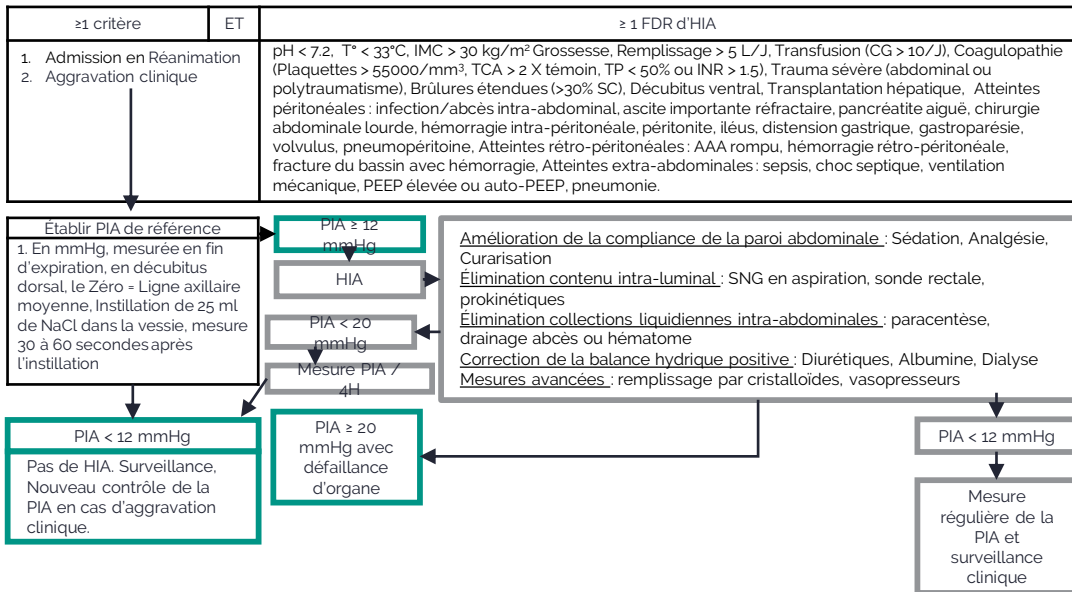 ≥1 critère
ET
≥ 1 FDR d'HIA
1. Admission en Réanimation
2. Aggravation clinique
pH < 7.2, T° < 33°C, IMC > 30 kg/m² Grossesse, Remplissage > 5 L/J, Transfusion (CG > 10/J), Coagulopathie
(Plaquettes > 55000/mm³, TCA > 2 X témoin, TP < 50% ou INR > 1.5), Trauma sévère (abdominal ou
polytraumatisme), Brûlures étendues (>30% SC), Décubitus ventral, Transplantation hépatique, Atteintes
péritonéales : infection/abcès intra-abdominal, ascite importante réfractaire, pancréatite aiguë, chirurgie
abdominale lourde, hémorragie intra-péritonéale, péritonite, iléus, distension gastrique, gastroparésie,
volvulus, pneumopéritoine, Atteintes rétro-péritonéales : AAA rompu, hémorragie rétro-péritonéale,
fracture du bassin avec hémorragie, Atteintes extra-abdominales : sepsis, choc septique, ventilation
mécanique, PEEP élevée ou auto-PEEP, pneumonie.
Établir PIA de référence
1. En mmHg, mesurée en fin
d'expiration, en décubitus
dorsal, le Zéro = Ligne axillaire
moyenne, Instillation de 25 ml
de NaCl dans la vessie, mesure
30 à 60 secondes après
l'instillation
PIA ≥ 12
mmHg
HIA
PIA < 20
mmHg
Mesure PIA /
4H
Amélioration de la compliance de la paroi abdominale : Sédation, Analgésie,
Curarisation
Élimination contenu intra-luminal : SNG en aspiration, sonde rectale,
prokinétiques
Élimination collections liquidiennes intra-abdominales : paracentèse,
drainage abcès ou hématome
Correction de la balance hydrique positive : Diurétiques, Albumine, Dialyse
Mesures avancées : remplissage par cristalloïdes, vasopresseurs
PIA < 12 mmHg
Pas de HIA. Surveillance,
Nouveau contrôle de la
PIA en cas d'aggravation
clinique.
PIA ≥ 20
mmHg avec
défaillance
d'organe
PIA < 12 mmHg
Mesure
régulière de la
PIA et
surveillance
clinique